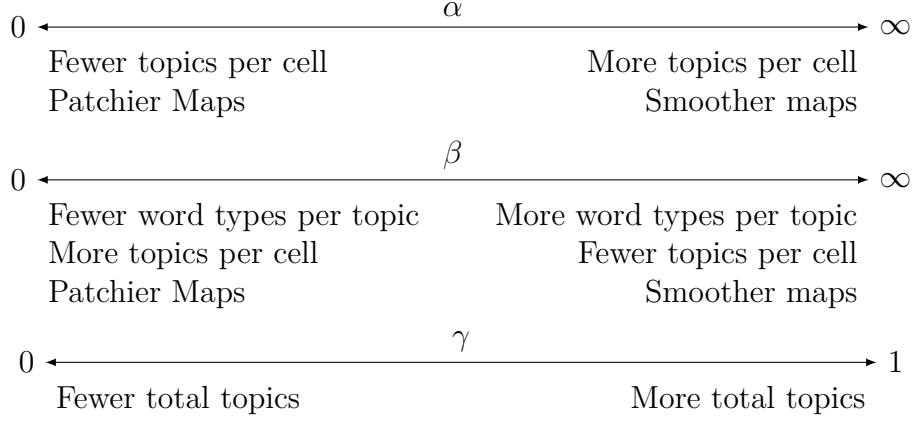 α
0 ∞
Fewer topics per cell More topics per cell
Patchier Maps Smoother maps
β
0 ∞
Fewer word types per topic More word types per topic
More topics per cell Fewer topics per cell
Patchier Maps Smoother maps
γ
0 1
Fewer total topics More total topics